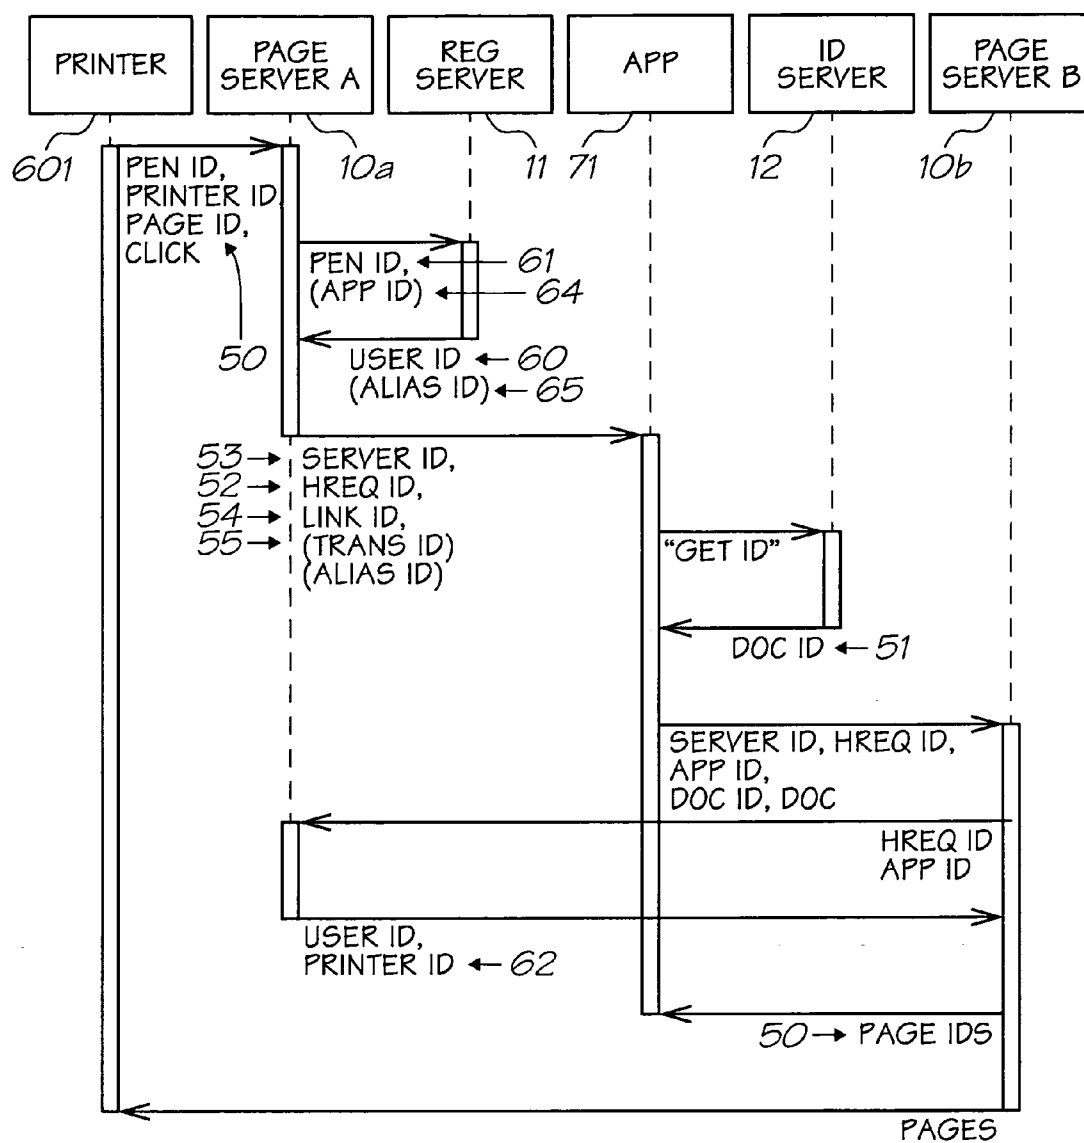 PRINTER
PAGE
SERVER A
REG
SERVER
APP
ID
SERVER
PAGE
SERVER B
601
10a
11
71
12
10b
PEN ID,
PRINTER ID
PAGE ID,
CLICK
50
PEN ID, 61
(APP ID) 64
USER ID 60
(ALIAS ID) 65
53 SERVER ID,
52 HREQ ID,
54 LINK ID,
55 (TRANS ID)
(ALIAS ID)
"GET ID"
DOC ID 51
SERVER ID, HREQ ID,
APP ID,
DOC ID, DOC
HREQ ID
APP ID
USER ID,
PRINTER ID 62
50 PAGE IDS
PAGES